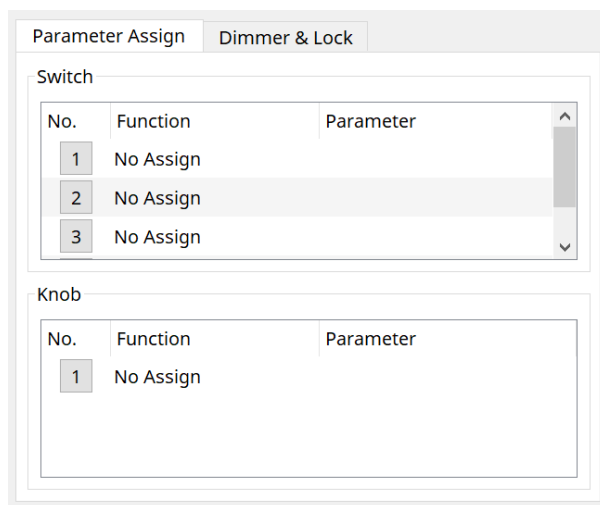 Parameter Assign Dimmer & Lock
Switch
No. Function Parameter
1 No Assign
2 No Assign
3 No Assign
Knob
No. Function Parameter
1 No Assign